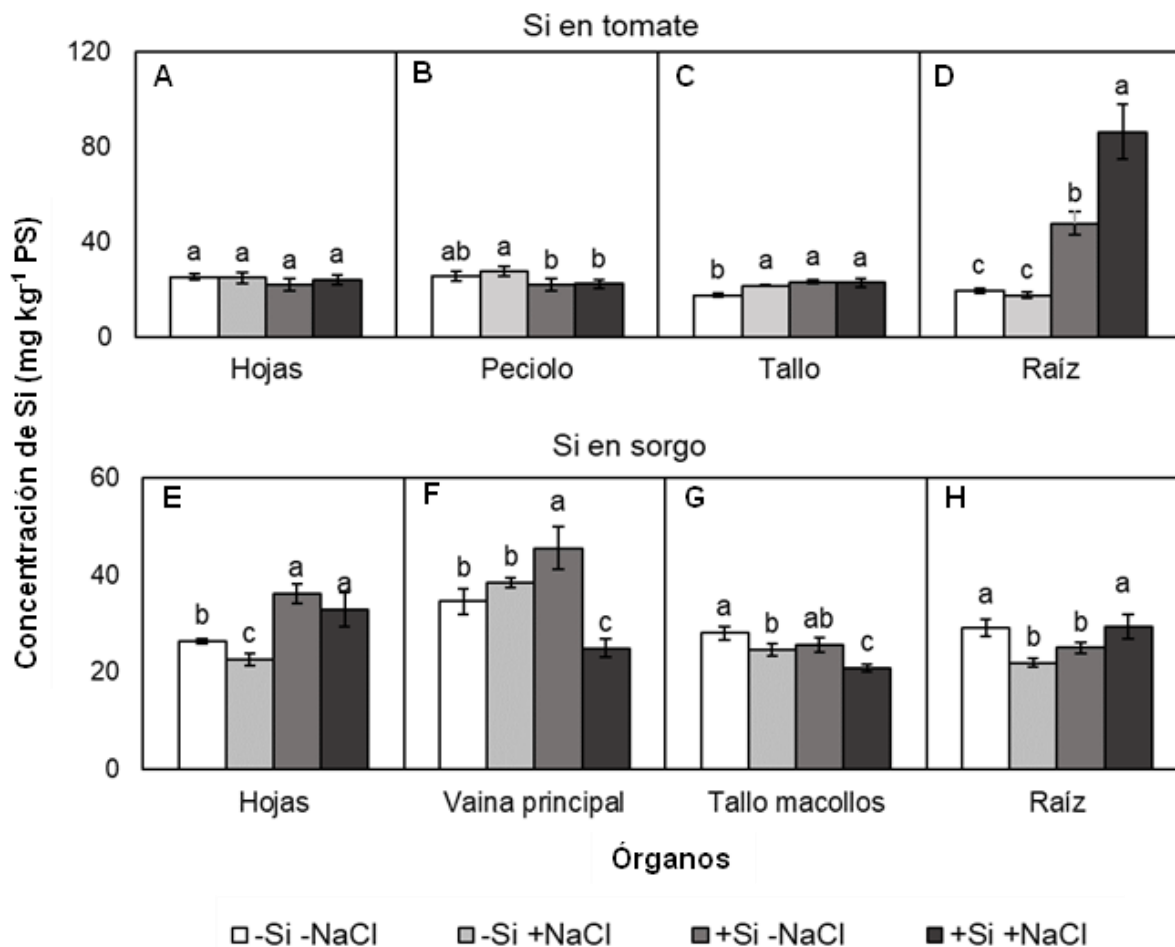 Si en tomate
120
80
40
0
A
B
C
D
a a a a
ab a b b
b a a a
c c b a
Hojas Peciolo Tallo Raíz
Concentración de Si (mg kg⁻¹ PS)
Si en sorgo
60
40
20
0
E
F
G
H
b c a a
b b a c
a b ab c
a b b a
Hojas Vaina principal Tallo macollos Raíz
Órganos
-Si -NaCl -Si +NaCl +Si -NaCl +Si +NaCl